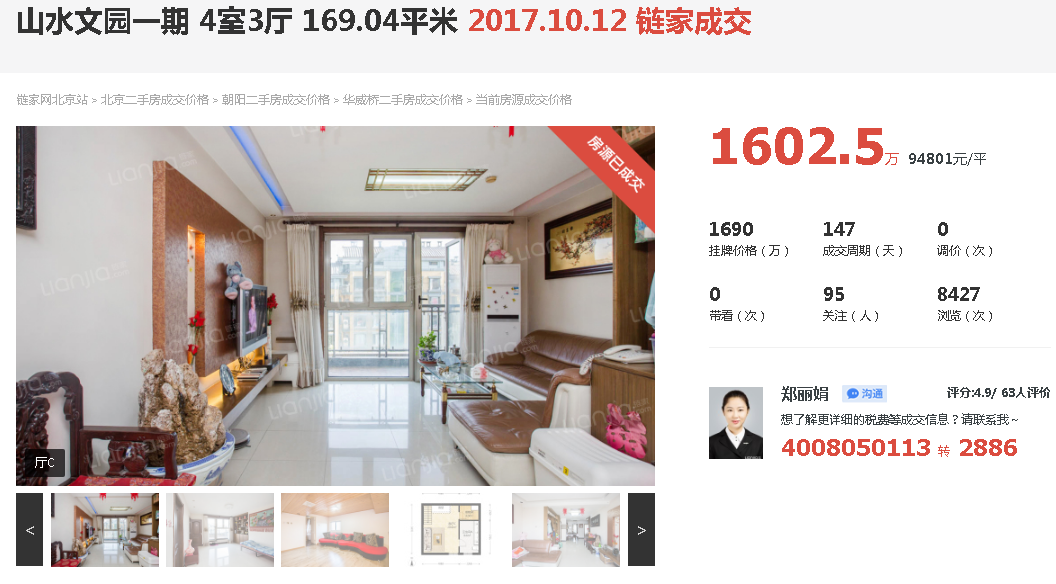 山水文园一期 4室3厅 169.04平米 2017.10.12 链家成交
链家网北京站 > 北京二手房成交价格 > 朝阳二手房成交价格 > 华威桥二手房成交价格 > 当前房源成交价格
房源已成交
lianjia
厅C
<
>
1602.5万 94801元/平
1690 147 0
挂牌价格（万） 成交周期（天） 调价（次）
0 95 8427
带看（次） 关注（人） 浏览（次）
郑丽娟 沟通 评分:4.9/ 63人评价
想了解更详细的税费等成交信息？请联系我~
4008050113 转 2886